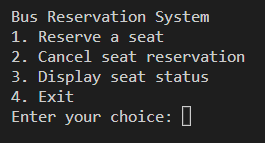 Bus Reservation System
1. Reserve a seat
2. Cancel seat reservation
3. Display seat status
4. Exit
Enter your choice: